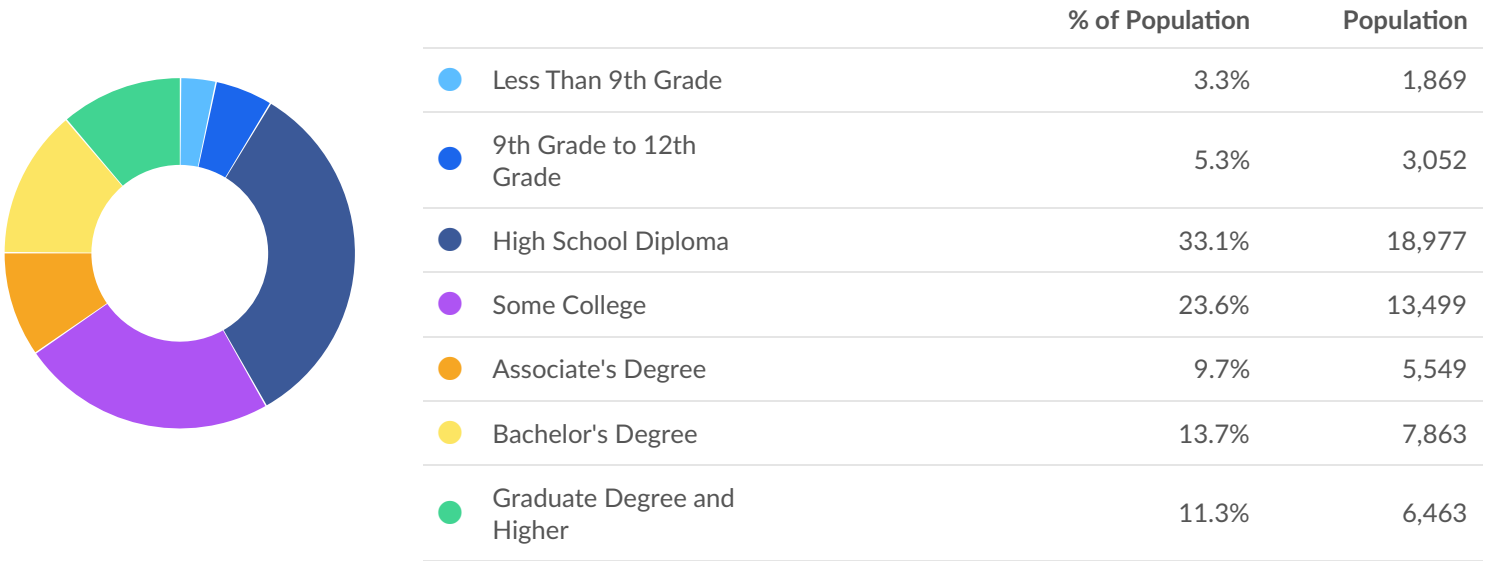 % of Population Population
Less Than 9th Grade 3.3% 1,869
9th Grade to 12th
Grade 5.3% 3,052
High School Diploma 33.1% 18,977
Some College 23.6% 13,499
Associate's Degree 9.7% 5,549
Bachelor's Degree 13.7% 7,863
Graduate Degree and
Higher 11.3% 6,463